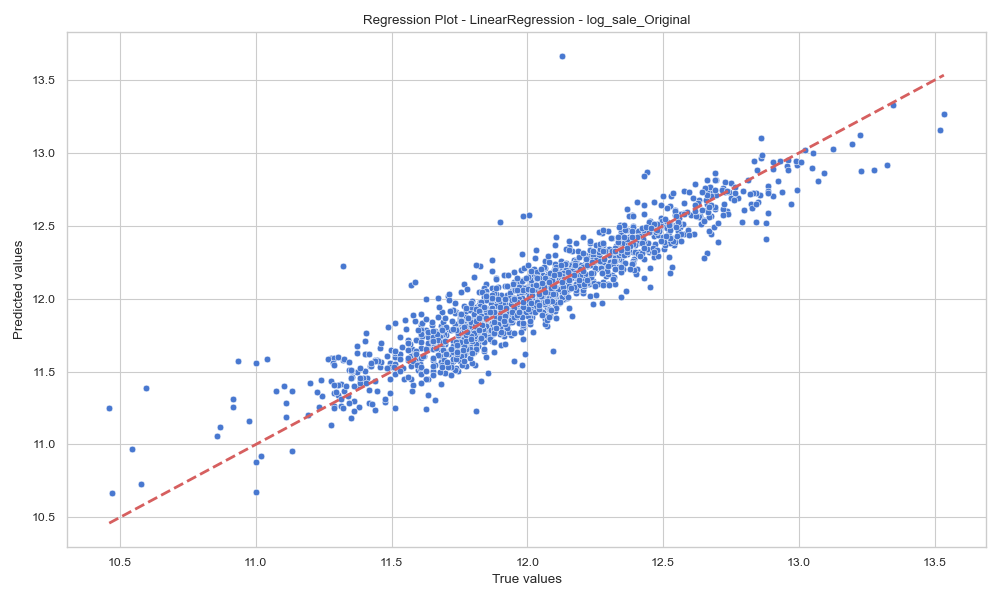 Regression Plot - LinearRegression - log_sale_Original
Predicted values
13.5
13.0
12.5
12.0
11.5
11.0
10.5
10.5 11.0 11.5 12.0 12.5 13.0 13.5
True values